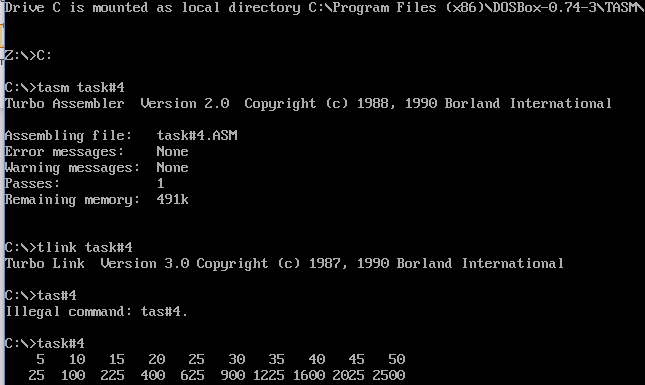 Drive C is mounted as local directory C:\Program Files (x86)\DOSBox-0.74-3\TASM\
Z:\>C:
C:\>tasm task#4
Turbo Assembler  Version 2.0  Copyright (c) 1988, 1990 Borland International
Assembling file:   task#4.ASM
Error messages:    None
Warning messages:  None
Passes:            1
Remaining memory:  491k
C:\>tlink task#4
Turbo Link  Version 3.0 Copyright (c) 1987, 1990 Borland International
C:\>tas#4
Illegal command: tas#4.
C:\>task#4
    5   10   15   20   25   30   35   40   45   50
   25  100  225  400  625  900 1225 1600 2025 2500